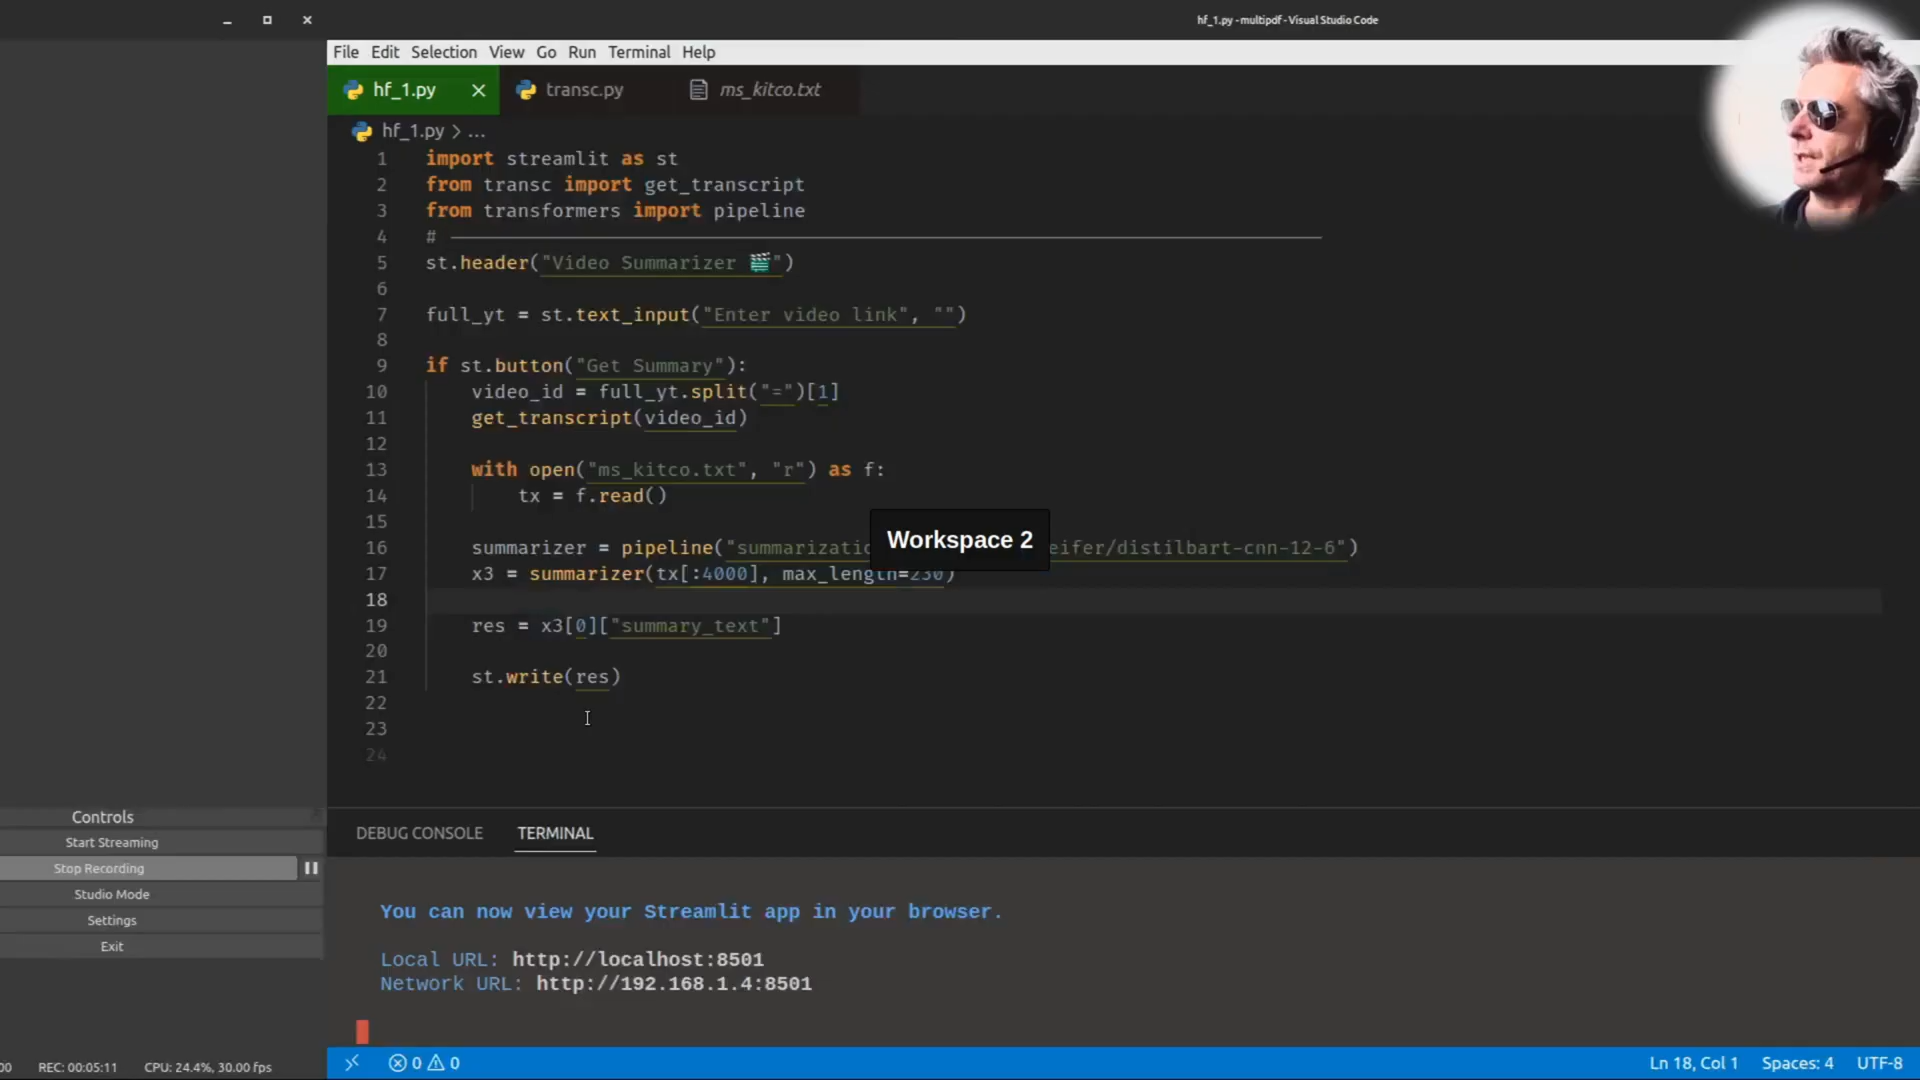 hf_1.py - multipdf - Visual Studio Code
File Edit Selection View Go Run Terminal Help
hf_1.py transc.py ms_kitco.txt
hf_1.py > ...
1 import streamlit as st
2 from transc import get_transcript
3 from transformers import pipeline
4 #
5 st.header("Video Summarizer 🎬")
6
7 full_yt = st.text_input("Enter video link", "")
8
9 if st.button("Get Summary"):
10 video_id = full_yt.split("=")[1]
11 get_transcript(video_id)
12
13 with open("ms_kitco.txt", "r") as f:
14 tx = f.read()
15
16 summarizer = pipeline("summarizatio eifer/distilbart-cnn-12-6")
Workspace 2
17 x3 = summarizer(tx[:4000], max_length=230)
18
19 res = x3[0]["summary_text"]
20
21 st.write(res)
22
23
24
Controls
Start Streaming
Stop Recording
Studio Mode
Settings
Exit
DEBUG CONSOLE TERMINAL
You can now view your Streamlit app in your browser.
Local URL: http://localhost:8501
Network URL: http://192.168.1.4:8501
00 REC: 00:05:11 CPU: 24.4%, 30.00 fps
0 0 Ln 18, Col 1 Spaces: 4 UTF-8